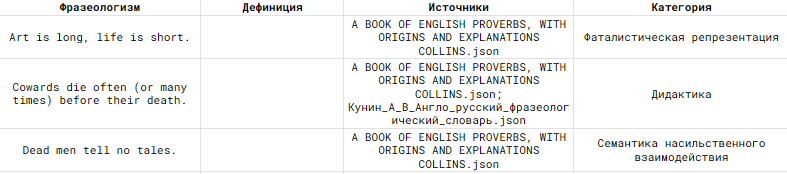 Фразеологизм Дефиниция Источники Категория
Art is long, life is short.
A BOOK OF ENGLISH PROVERBS, WITH
ORIGINS AND EXPLANATIONS
COLLINS.json
Фаталистическая репрезентация
Cowards die often (or many
times) before their death.
A BOOK OF ENGLISH PROVERBS, WITH
ORIGINS AND EXPLANATIONS
COLLINS.json;
Кунин_А_В_Англо_русский_фразеолог
ический_словарь.json
Дидактика
Dead men tell no tales.
A BOOK OF ENGLISH PROVERBS, WITH
ORIGINS AND EXPLANATIONS
COLLINS.json
Семантика насильственного
взаимодействия